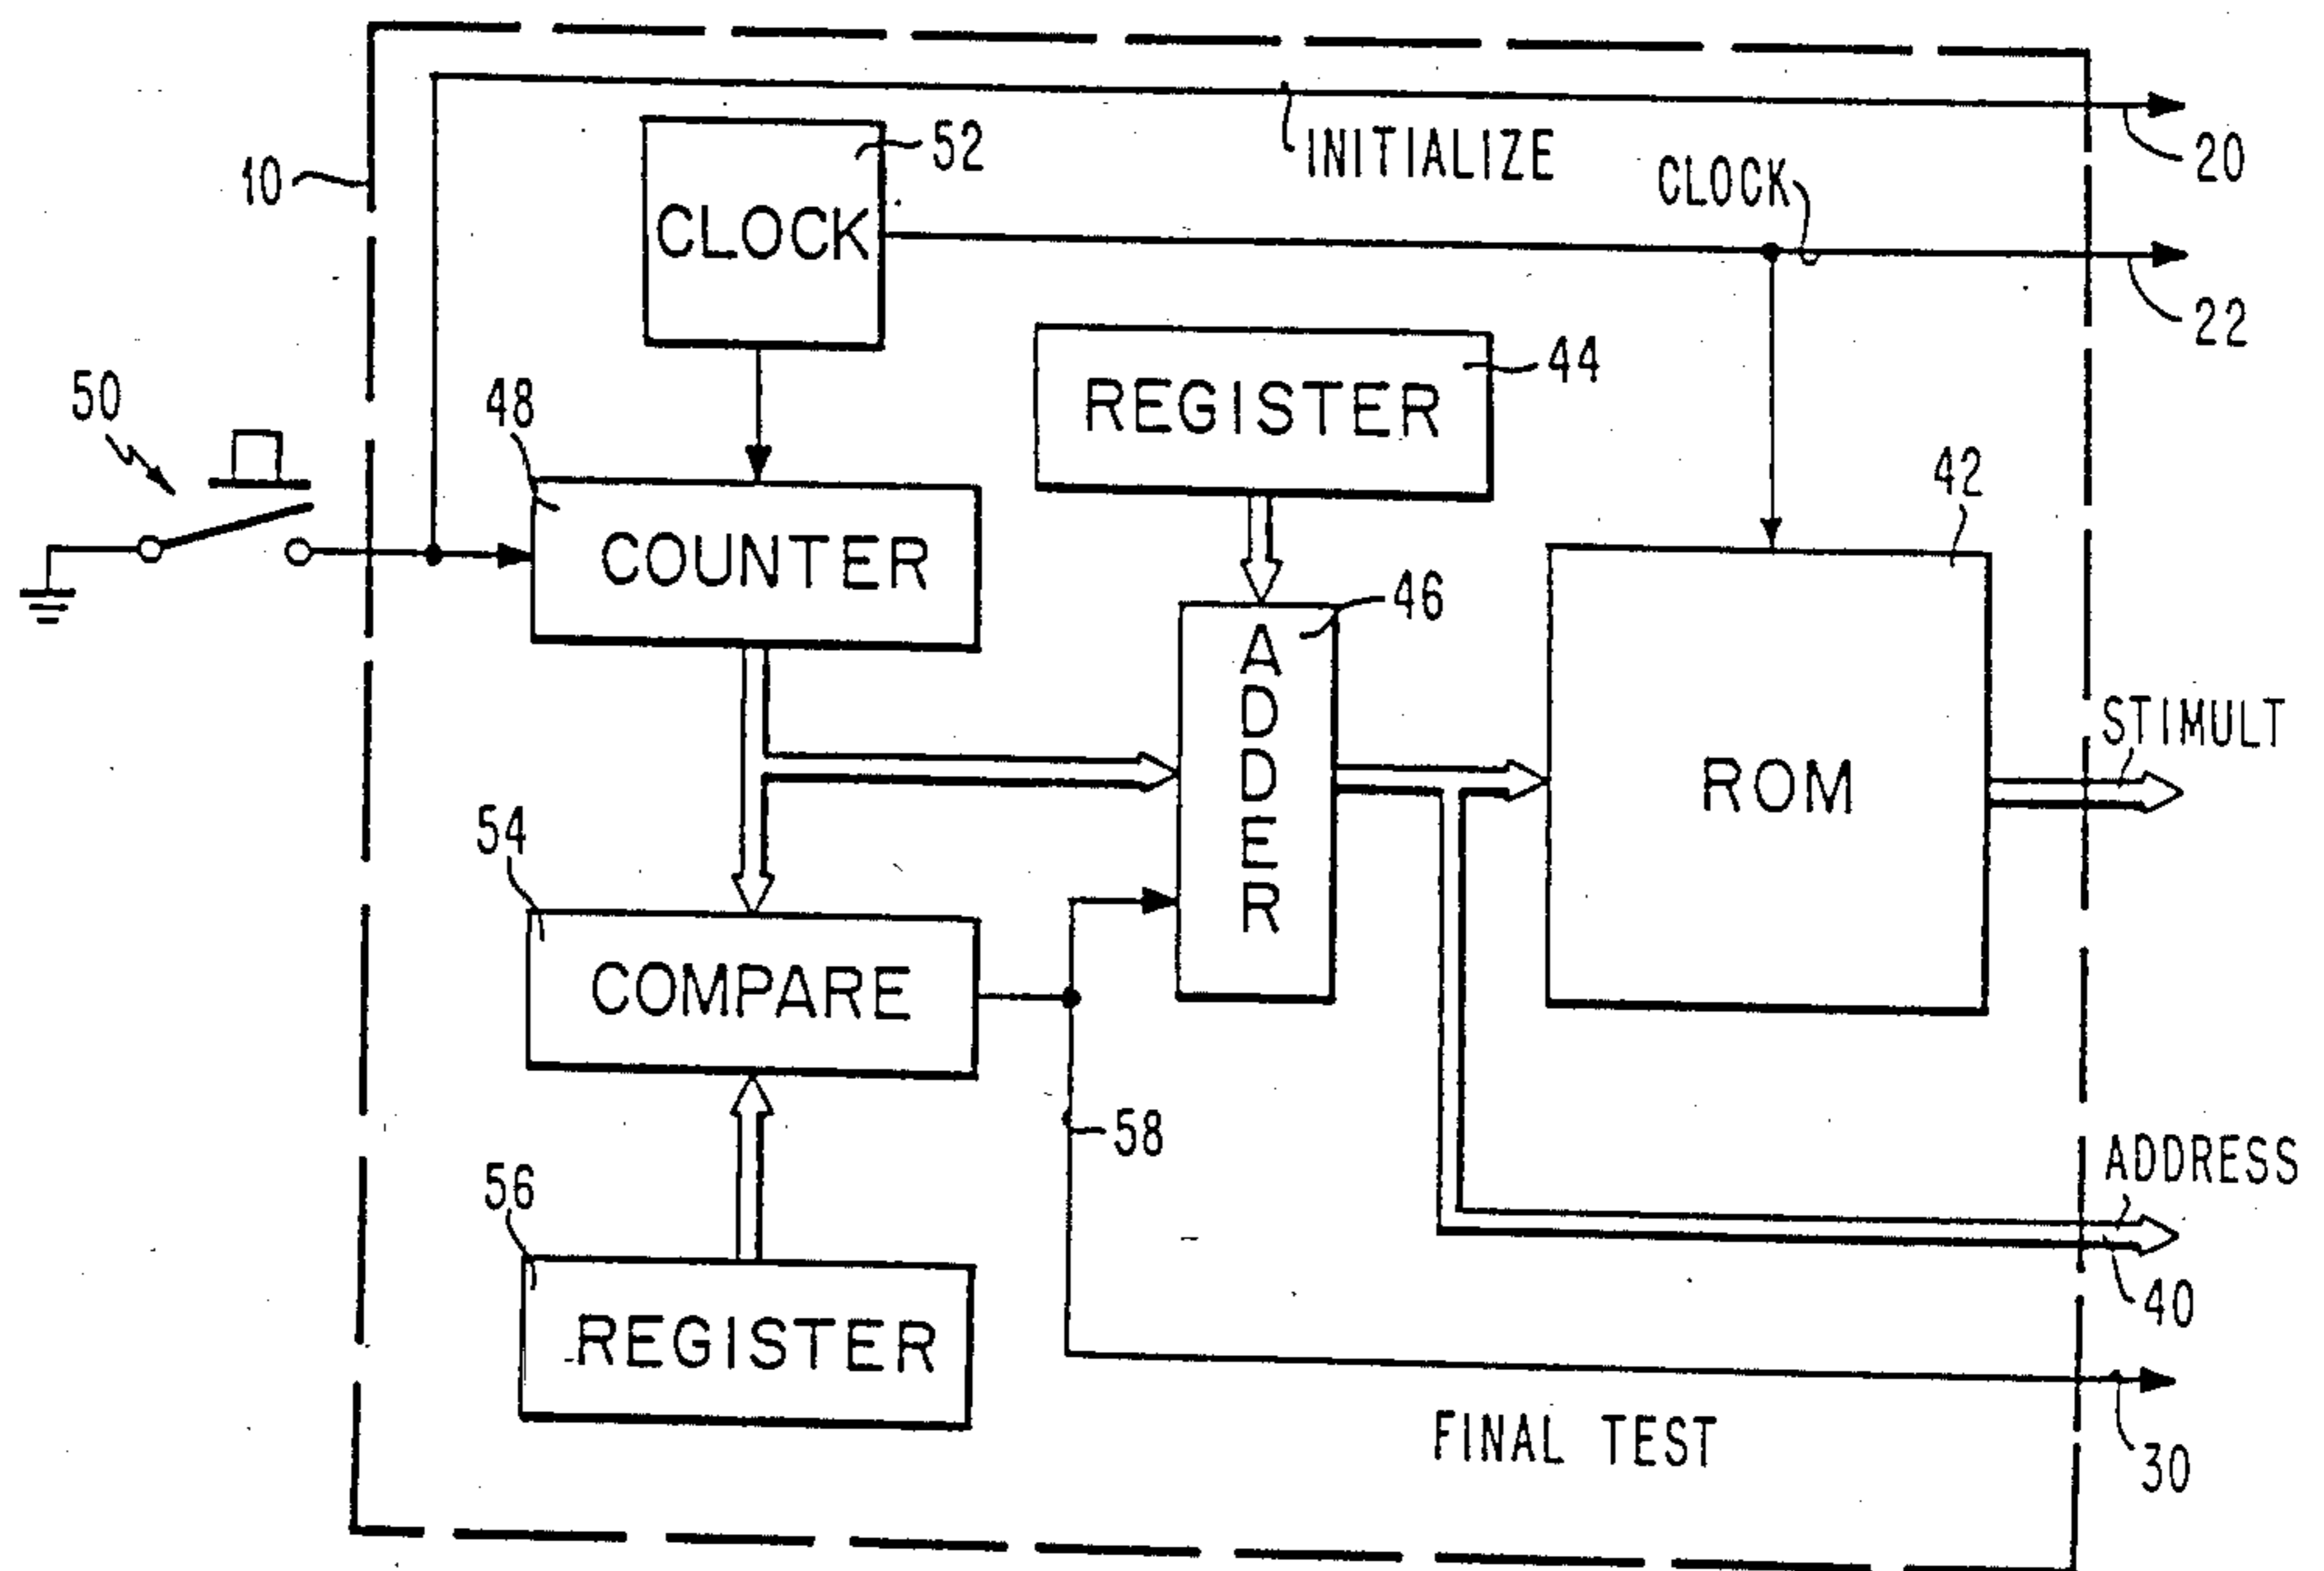 10
INITIALIZE
20
CLOCK
52
CLOCK
22
50
48
REGISTER
44
COUNTER
42
ADDER
46
ROM
STIMULT
54
COMPARE
58
ADDRESS
40
56
REGISTER
FINAL TEST
30